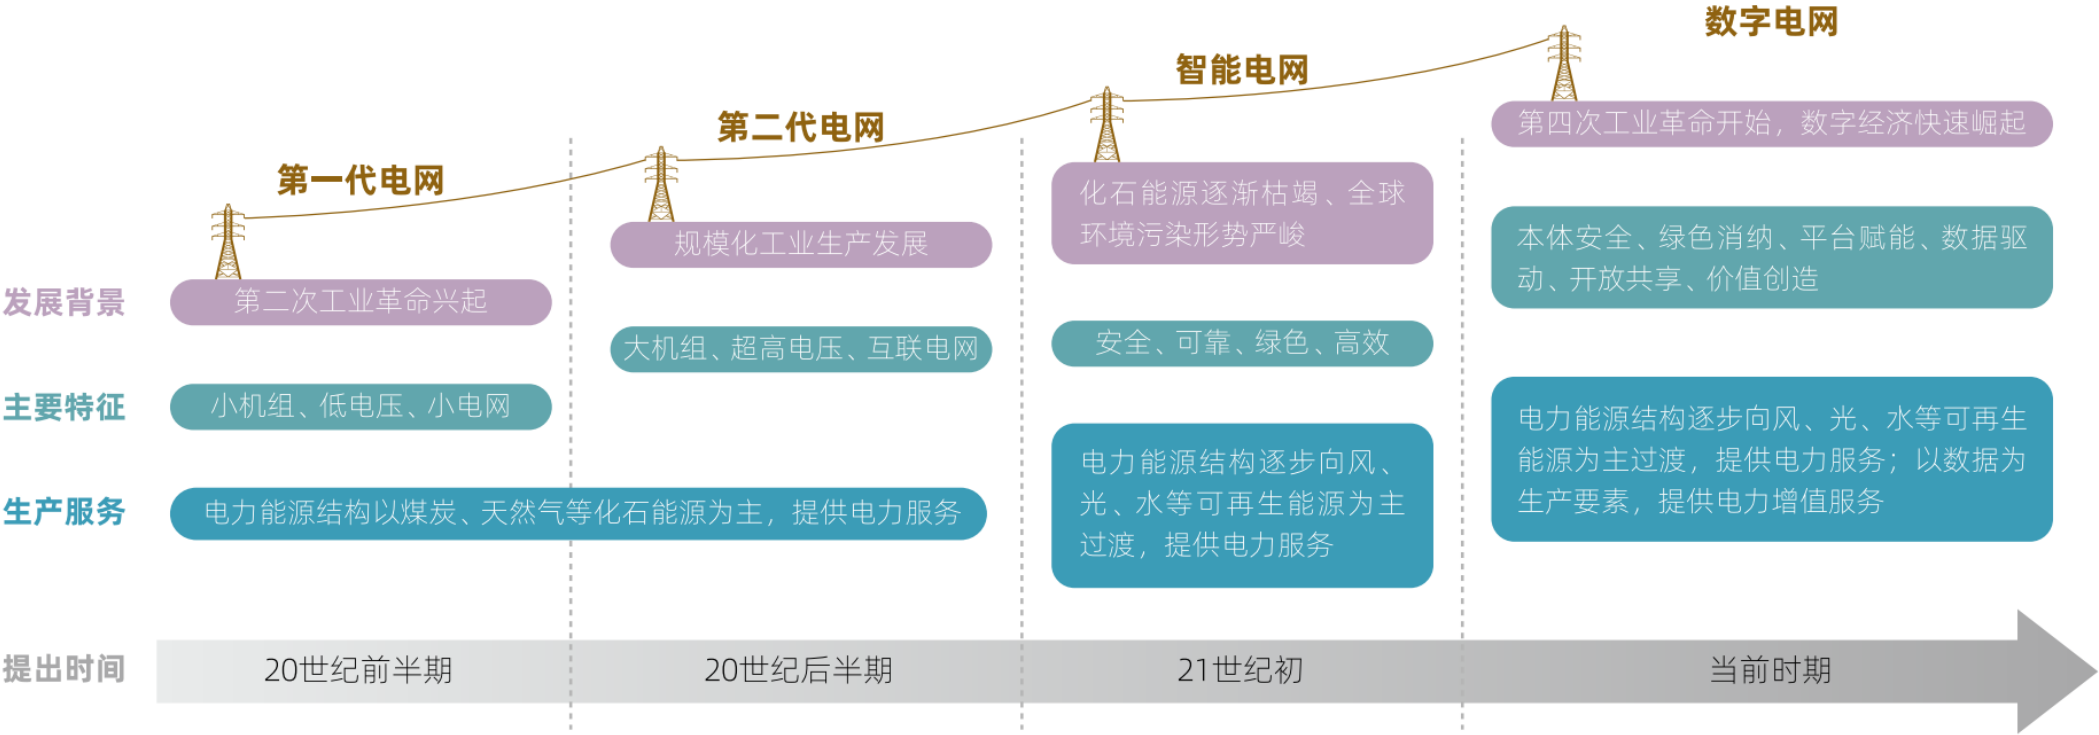 数字电网
智能电网
第二代电网
第一代电网
发展背景
第二次工业革命兴起
规模化工业生产发展
化石能源逐渐枯竭、全球
环境污染形势严峻
第四次工业革命开始，数字经济快速崛起
主要特征
小机组、低电压、小电网
大机组、超高电压、互联电网
安全、可靠、绿色、高效
本体安全、绿色消纳、平台赋能、数据驱
动、开放共享、价值创造
生产服务
电力能源结构以煤炭、天然气等化石能源为主，提供电力服务
电力能源结构逐步向风、
光、水等可再生能源为主
过渡，提供电力服务
电力能源结构逐步向风、光、水等可再生
能源为主过渡，提供电力服务；以数据为
生产要素，提供电力增值服务
提出时间
20世纪前半期
20世纪后半期
21世纪初
当前时期